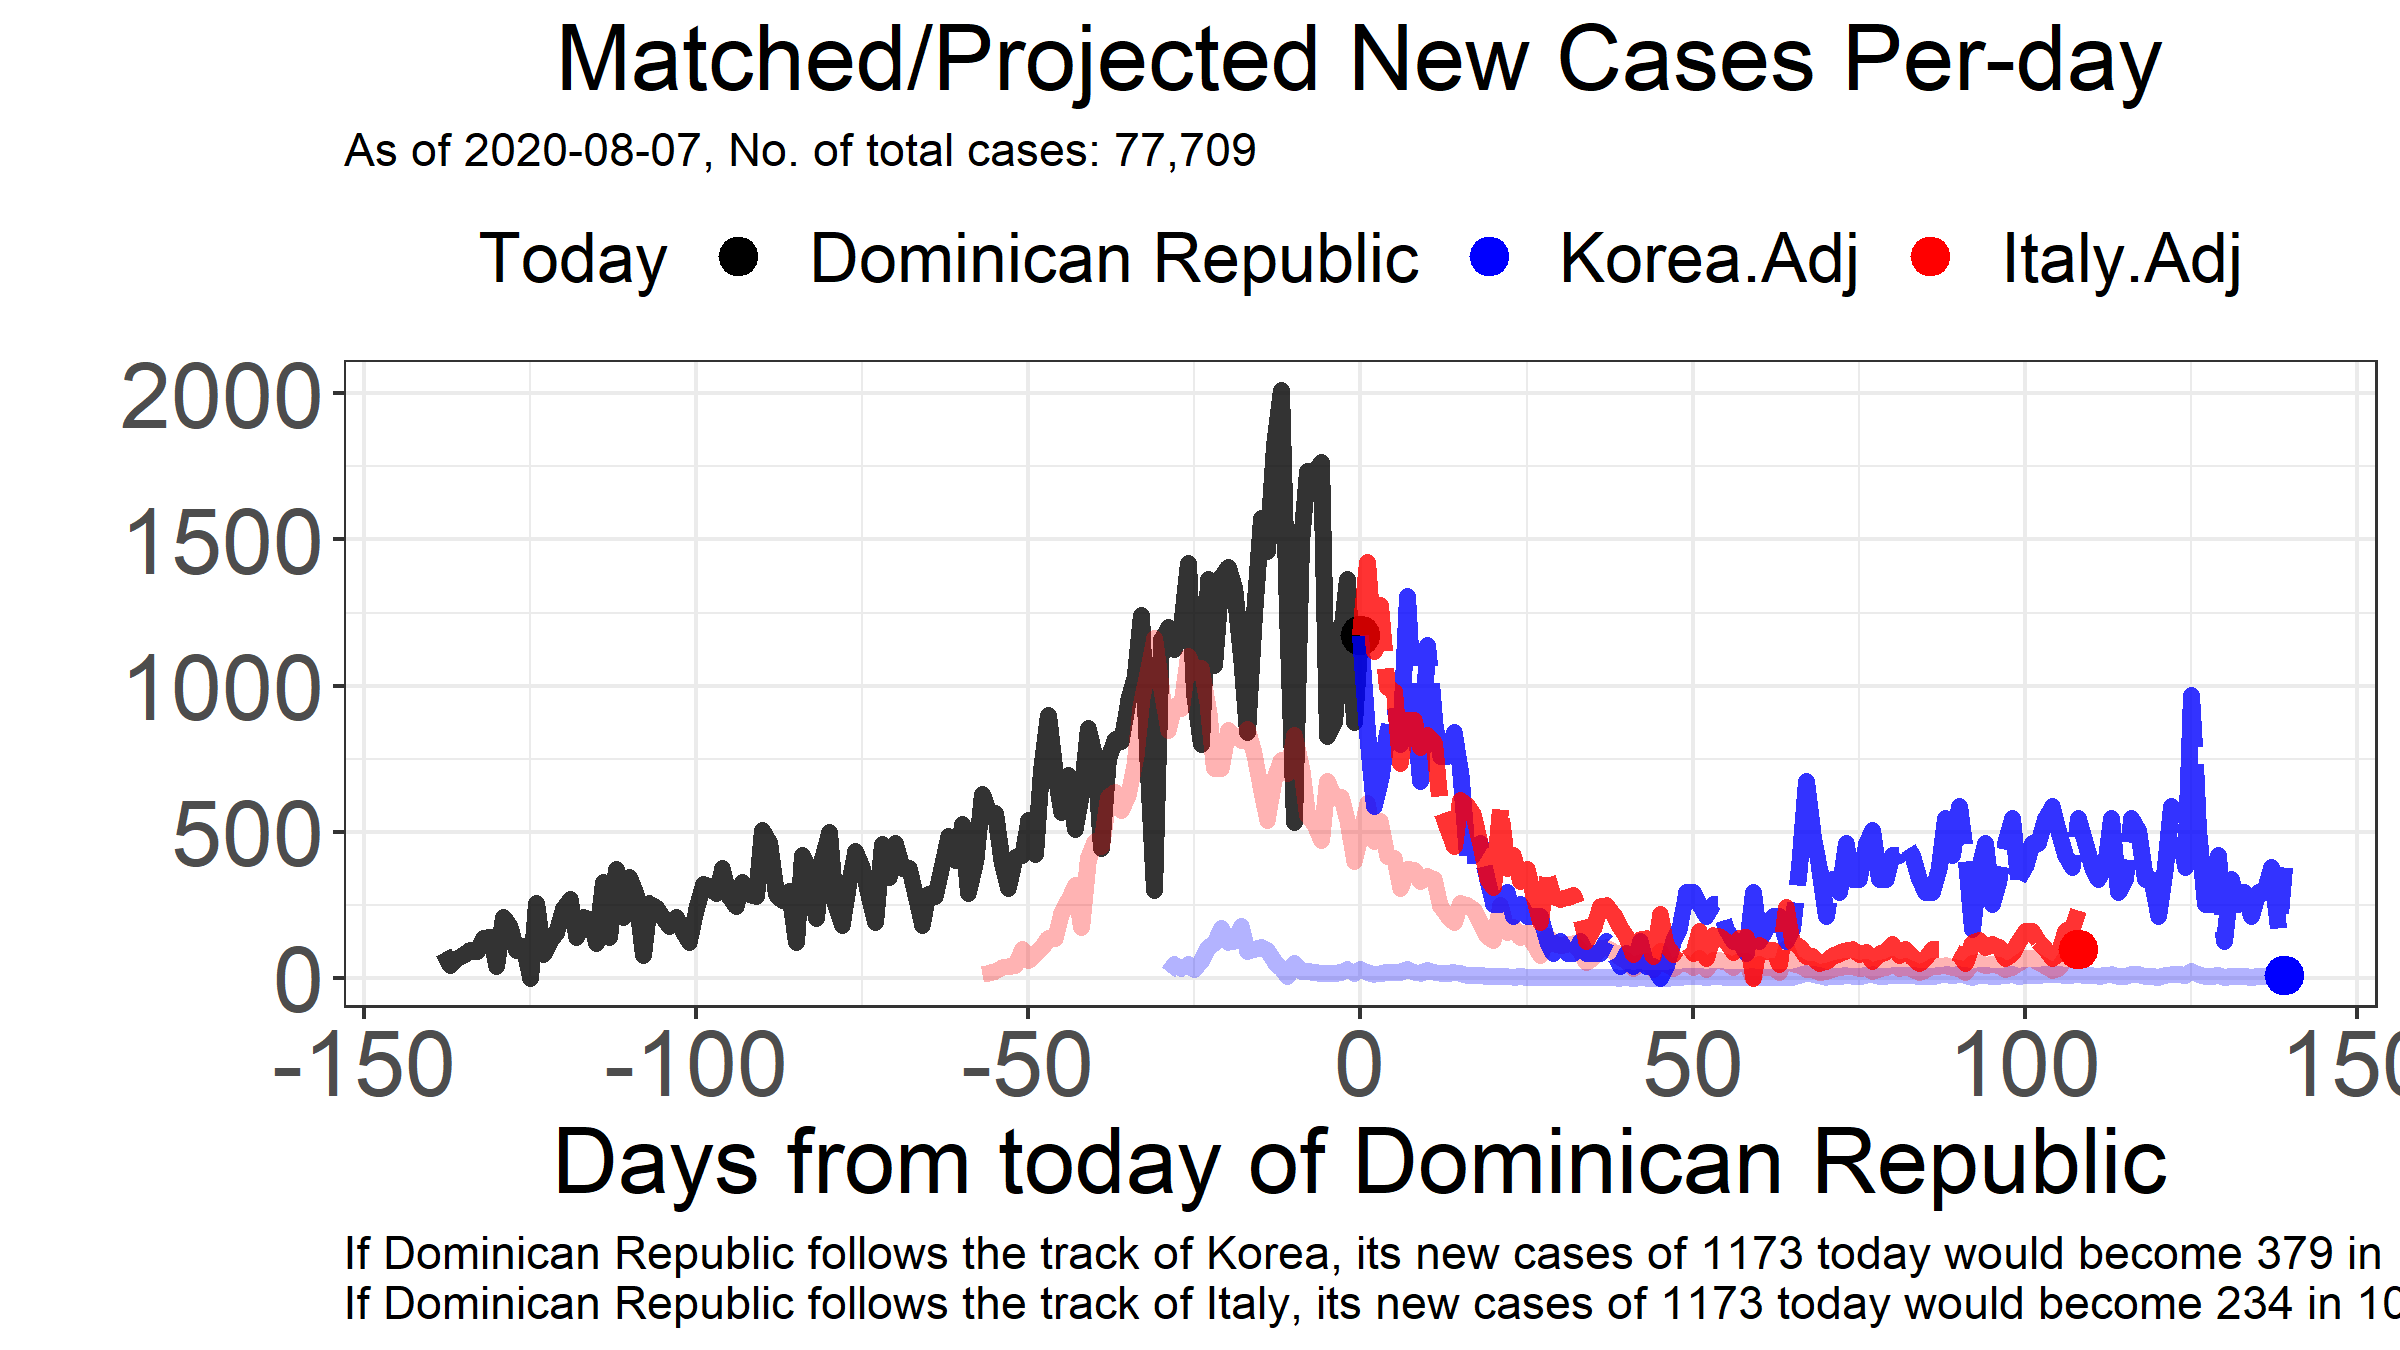 Matched/Projected New Cases Per-day
As of 2020-08-07, No. of total cases: 77,709
Today Dominican Republic Korea.Adj Italy.Adj
2000
1500
1000
500
0
-150 -100 -50 0 50 100 150
Days from today of Dominican Republic
If Dominican Republic follows the track of Korea, its new cases of 1173 today would become 379 in
If Dominican Republic follows the track of Italy, its new cases of 1173 today would become 234 in 10